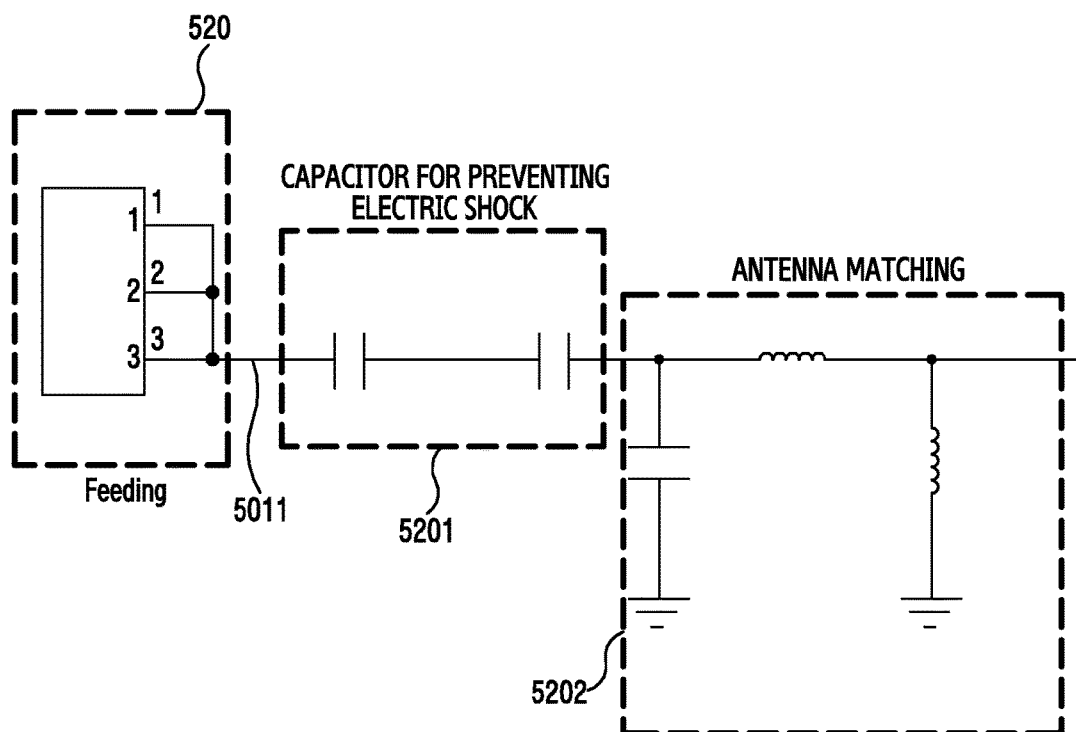 520
CAPACITOR FOR PREVENTING
ELECTRIC SHOCK
ANTENNA MATCHING
1
1
2
2
3
3
Feeding
5011
5201
5202